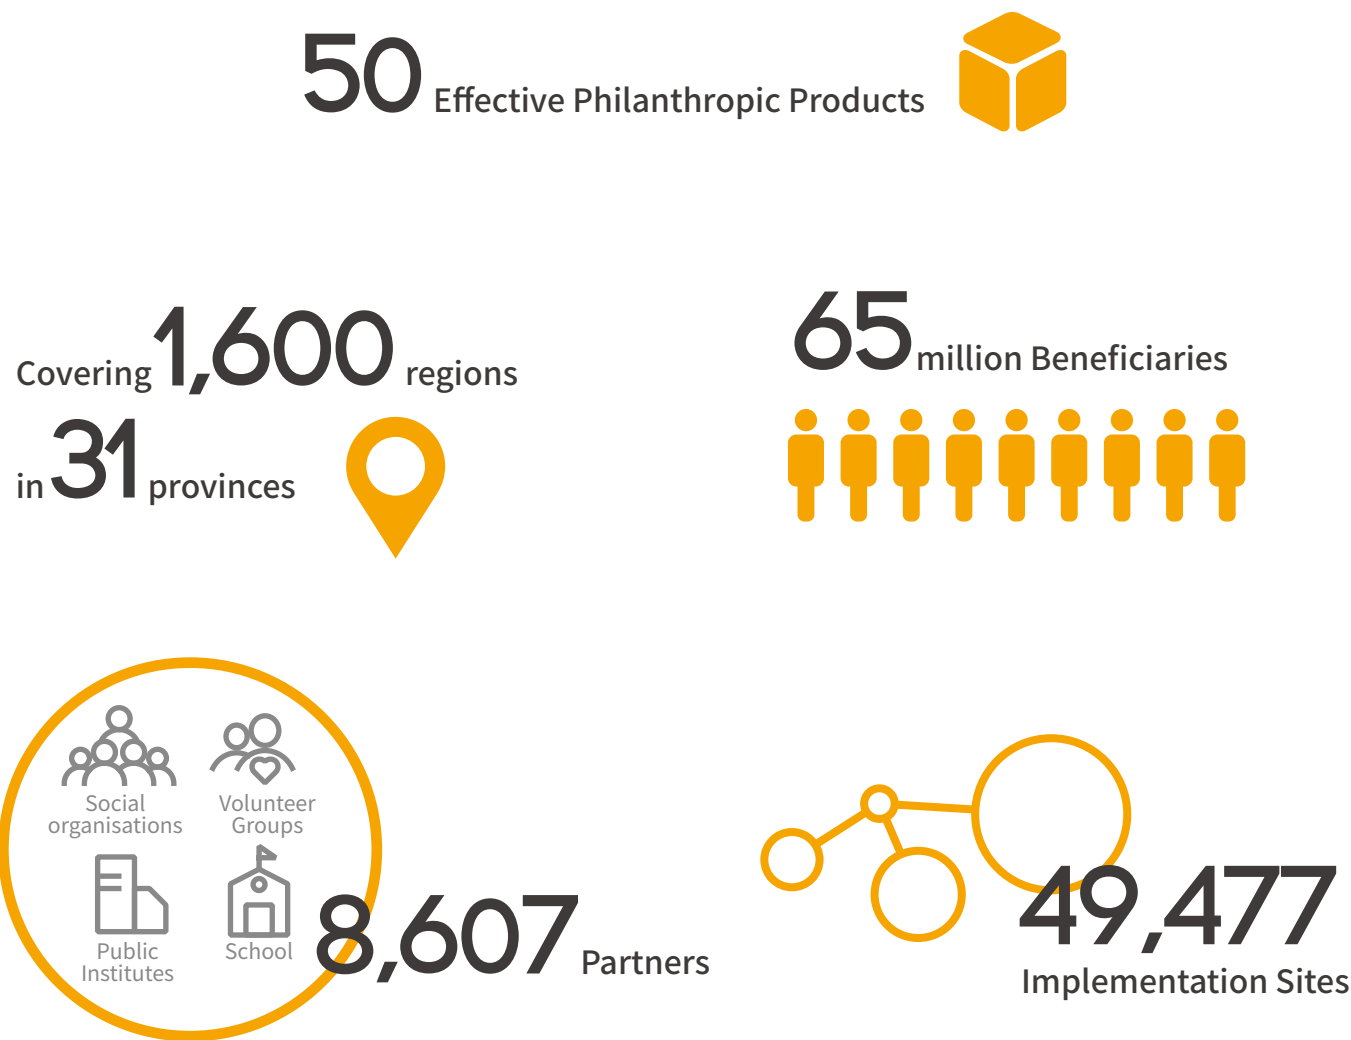 50 Effective Philanthropic Products
Covering 1,600 regions
in 31 provinces
65 million Beneficiaries
Social
organisations
Volunteer
Groups
Public
Institutes
School
8,607 Partners
49,477
Implementation Sites